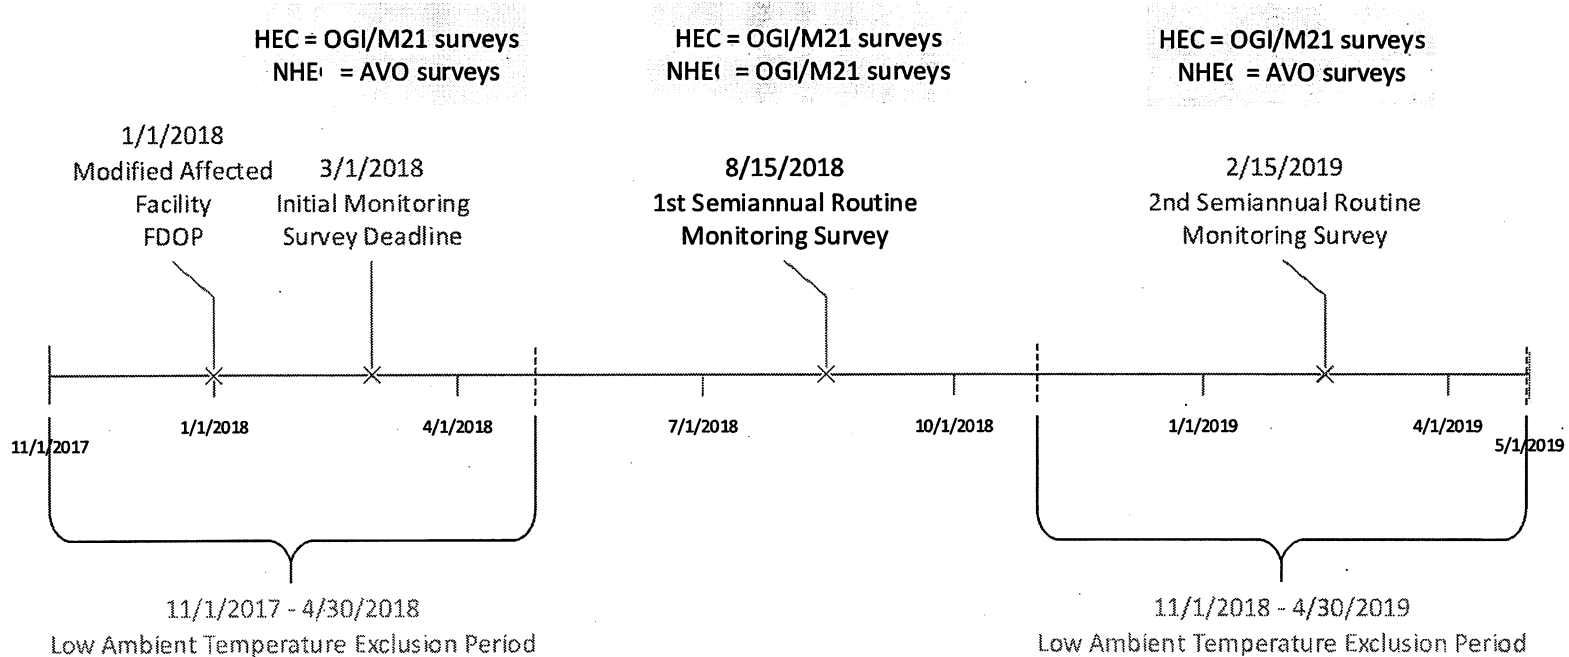 HEC = OGI/M21 surveys
NHE = AVO surveys
HEC = OGI/M21 surveys
NHE( = OGI/M21 surveys
HEC = OGI/M21 surveys
NHE( = AVO surveys
1/1/2018
Modified Affected
Facility
FDOP
3/1/2018
Initial Monitoring
Survey Deadline
8/15/2018
1st Semiannual Routine
Monitoring Survey
2/15/2019
2nd Semiannual Routine
Monitoring Survey
11/1/2017
1/1/2018
4/1/2018
7/1/2018
10/1/2018
1/1/2019
4/1/2019
5/1/2019
11/1/2017 - 4/30/2018
Low Ambient Temperature Exclusion Period
11/1/2018 - 4/30/2019
Low Ambient Temperature Exclusion Period